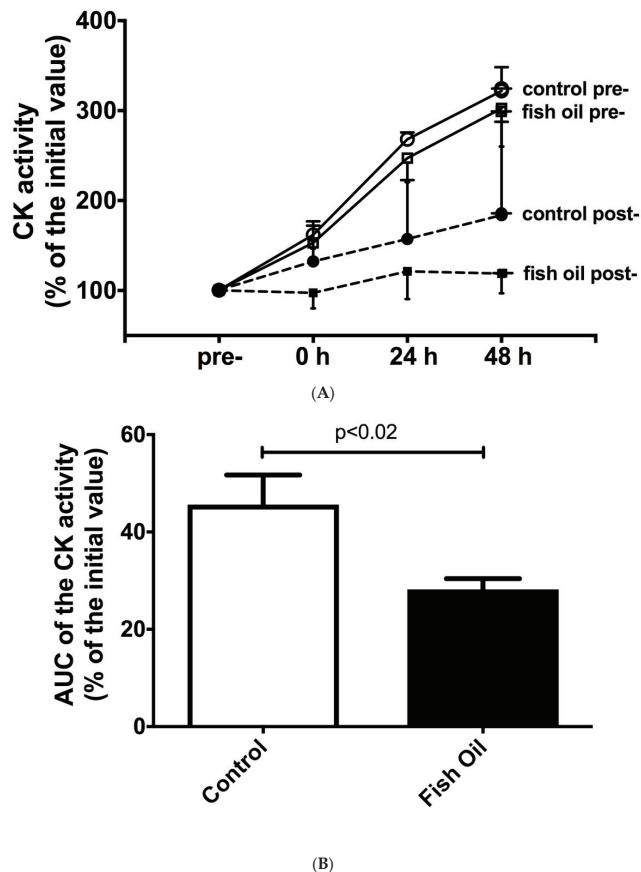 CK activity
(% of the initial value)
400
300
200
100
control pre-
fish oil pre-
control post-
fish oil post-
pre- 0 h 24 h 48 h
(A)
AUC of the CK activity
(% of the initial value)
60
40
20
0
p<0.02
Control
Fish Oil
(B)